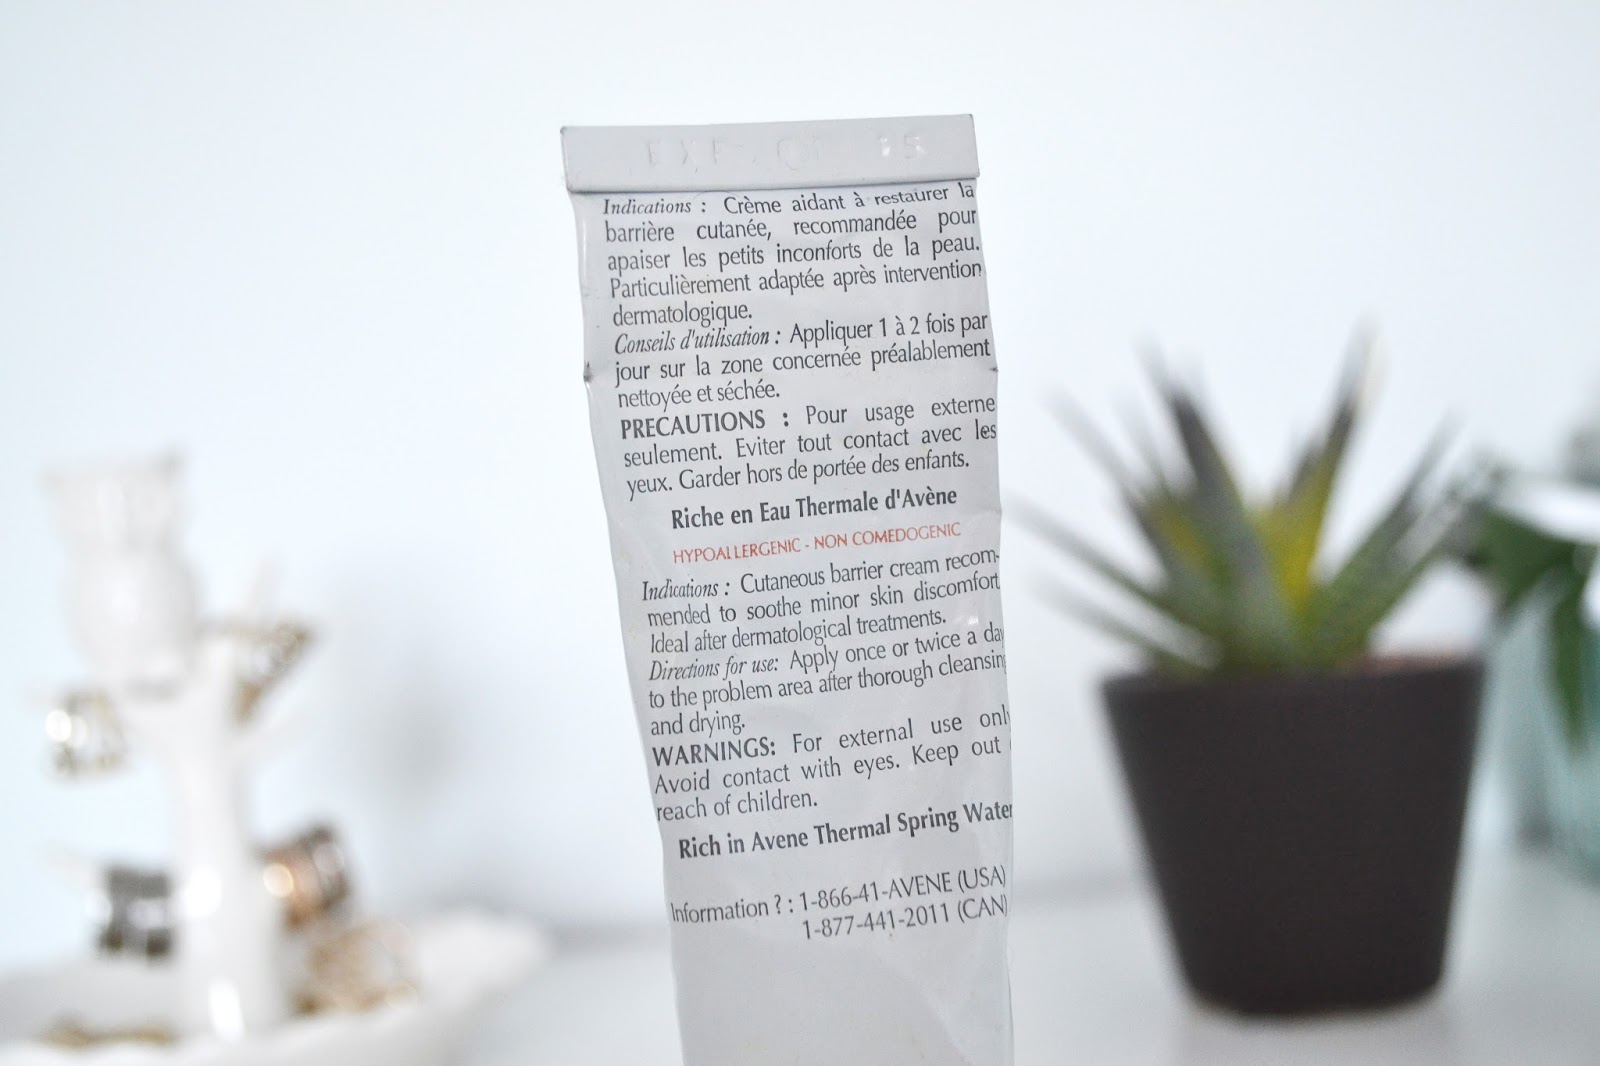 EXP. 15
Indications : Crème aidant à restaurer la
barrière cutanée, recommandée pour
apaiser les petits inconforts de la peau.
Particulièrement adaptée après intervention
dermatologique.
Conseils d'utilisation : Appliquer 1 à 2 fois par
jour sur la zone concernée préalablement
nettoyée et séchée.
PRECAUTIONS : Pour usage externe
seulement. Eviter tout contact avec les
yeux. Garder hors de portée des enfants.
Riche en Eau Thermale d'Avène
HYPOALLERGENIC - NON COMEDOGENIC
Indications : Cutaneous barrier cream recom-
mended to soothe minor skin discomfort
Ideal after dermatological treatments.
Directions for use: Apply once or twice a day
to the problem area after thorough cleansin
and drying.
WARNINGS: For external use only
Avoid contact with eyes. Keep out
reach of children.
Rich in Avene Thermal Spring Water
Information ? : 1-866-41-AVENE (USA)
1-877-441-2011 (CAN)